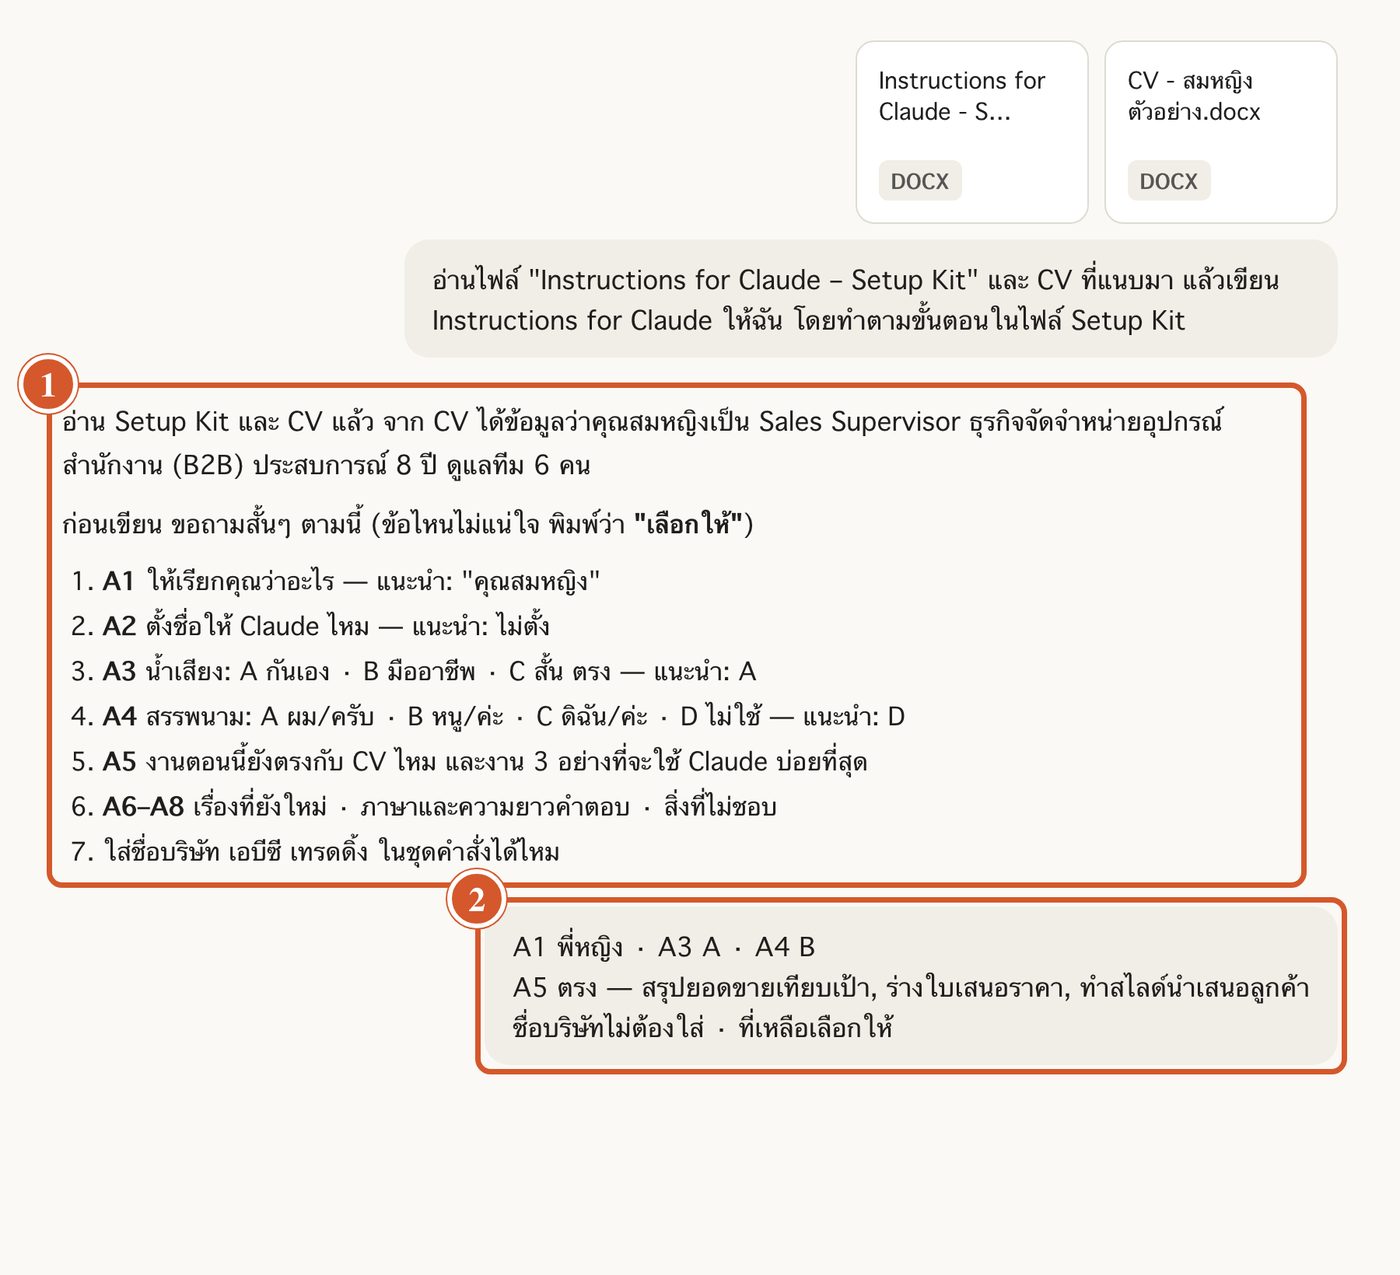 Instructions for
Claude - S...
DOCX
CV - สมหญิง
ตัวอย่าง.docx
DOCX
อ่านไฟล์ "Instructions for Claude – Setup Kit" และ CV ที่แนบมา แล้วเขียน
Instructions for Claude ให้ฉัน โดยทำตามขั้นตอนในไฟล์ Setup Kit
1
อ่าน Setup Kit และ CV แล้ว จาก CV ได้ข้อมูลว่าคุณสมหญิงเป็น Sales Supervisor ธุรกิจจัดจำหน่ายอุปกรณ์
สำนักงาน (B2B) ประสบการณ์ 8 ปี ดูแลทีม 6 คน
ก่อนเขียน ขอถามสั้นๆ ตามนี้ (ข้อไหนไม่แน่ใจ พิมพ์ว่า "เลือกให้")
1. A1 ให้เรียกคุณว่าอะไร — แนะนำ: "คุณสมหญิง"
2. A2 ตั้งชื่อให้ Claude ไหม — แนะนำ: ไม่ตั้ง
3. A3 น้ำเสียง: A กันเอง · B มืออาชีพ · C สั้น ตรง — แนะนำ: A
4. A4 สรรพนาม: A ผม/ครับ · B หนู/ค่ะ · C ดิฉัน/ค่ะ · D ไม่ใช้ — แนะนำ: D
5. A5 งานตอนนี้ยังตรงกับ CV ไหม และงาน 3 อย่างที่จะใช้ Claude บ่อยที่สุด
6. A6–A8 เรื่องที่ยังใหม่ · ภาษาและความยาวคำตอบ · สิ่งที่ไม่ชอบ
7. ใส่ชื่อบริษัท เอบีซี เทรดดิ้ง ในชุดคำสั่งได้ไหม
2
A1 พี่หญิง · A3 A · A4 B
A5 ตรง — สรุปยอดขายเทียบเป้า, ร่างใบเสนอราคา, ทำสไลด์นำเสนอลูกค้า
ชื่อบริษัทไม่ต้องใส่ · ที่เหลือเลือกให้